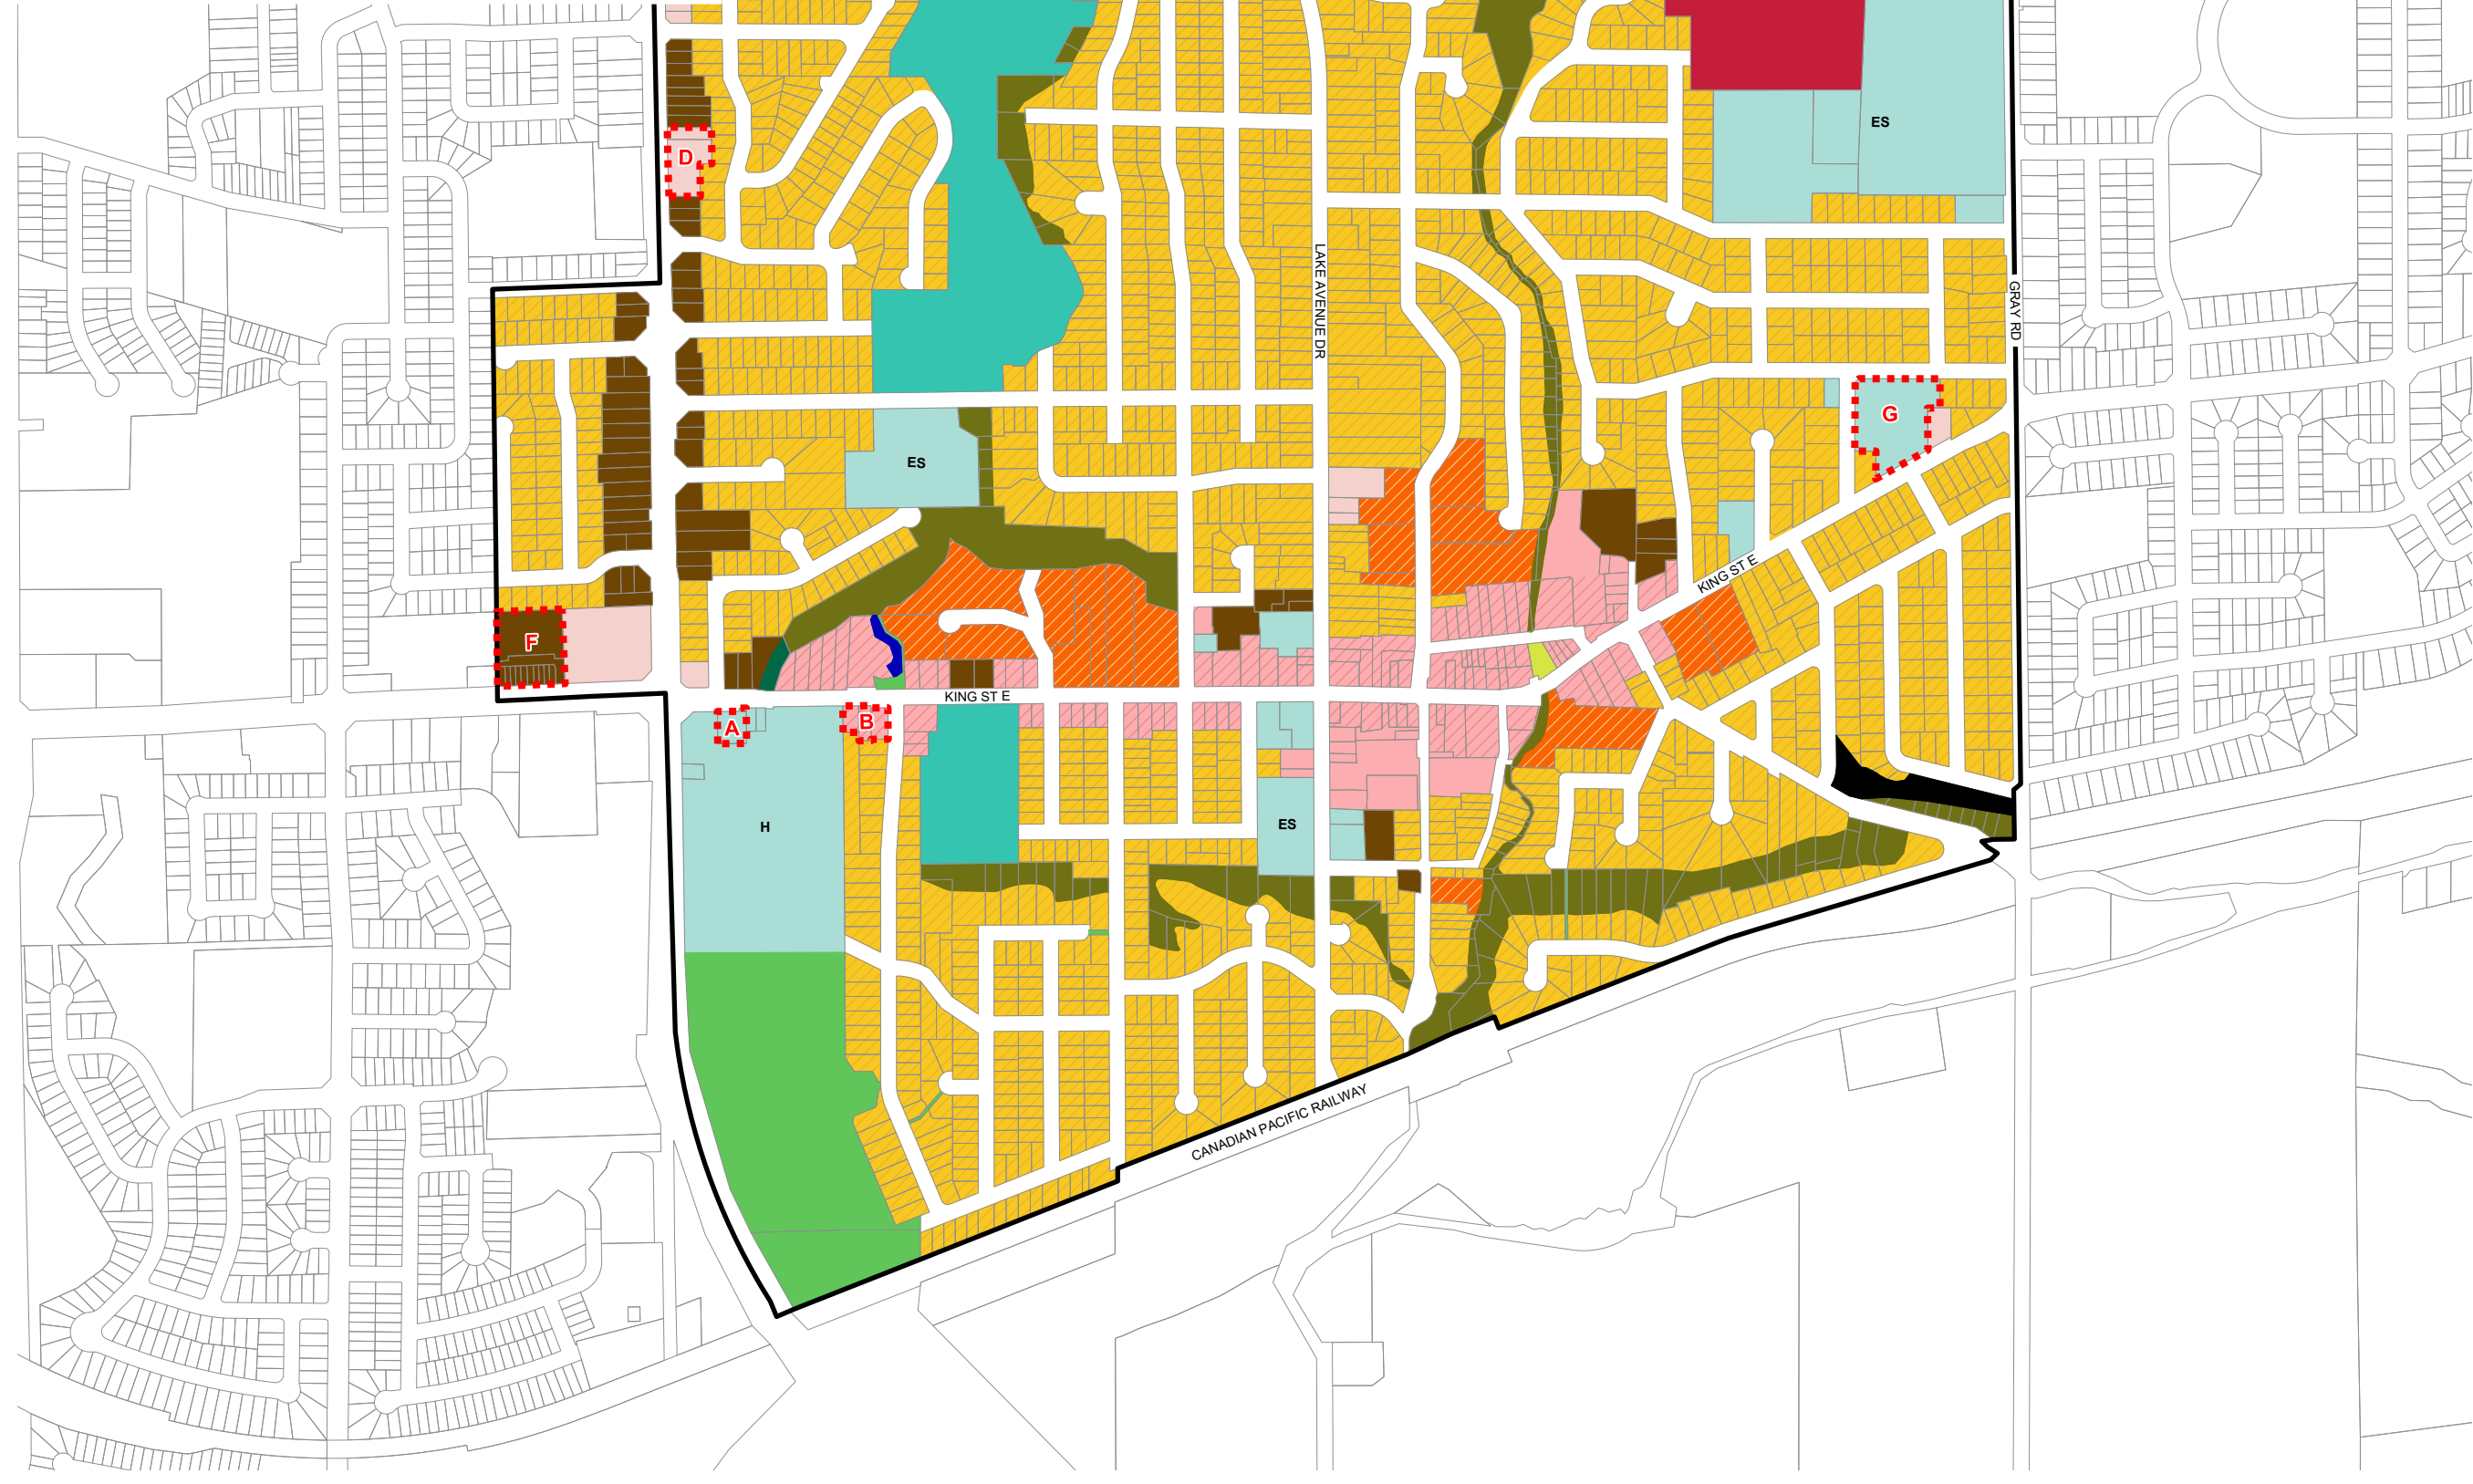 ES
D
LAKE AVENUE DR
GRAY RD
G
ES
KING ST E
F
KING ST E
A
B
H
ES
CANADIAN PACIFIC RAILWAY